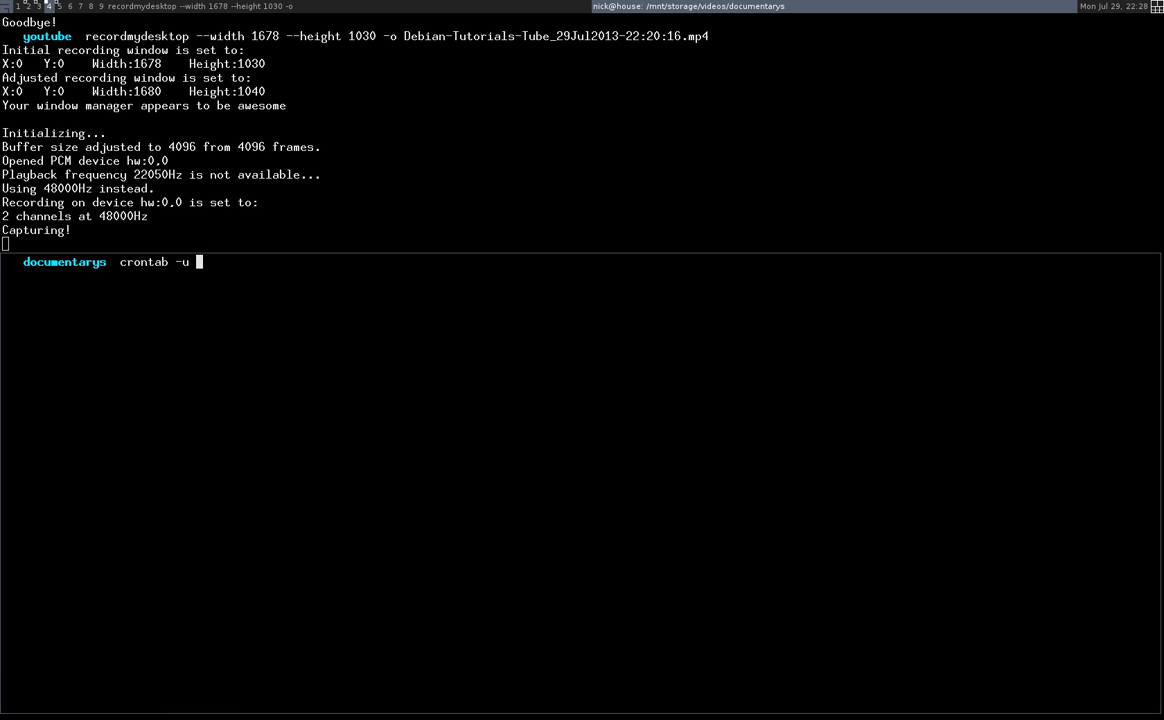 1 2 3 4 5 6 7 8 9 recordmydesktop --width 1678 --height 1030 -o
nick@house: /mnt/storage/videos/documentarys
Mon Jul 29, 22:28
Goodbye!
youtube recordmydesktop --width 1678 --height 1030 -o Debian-Tutorials-Tube_29Jul2013-22:20:16.mp4
Initial recording window is set to:
X:0 Y:0 Width:1678 Height:1030
Adjusted recording window is set to:
X:0 Y:0 Width:1680 Height:1040
Your window manager appears to be awesome
Initializing...
Buffer size adjusted to 4096 from 4096 frames.
Opened PCM device hw:0,0
Playback frequency 22050Hz is not available...
Using 48000Hz instead.
Recording on device hw:0,0 is set to:
2 channels at 48000Hz
Capturing!
documentarys crontab -u